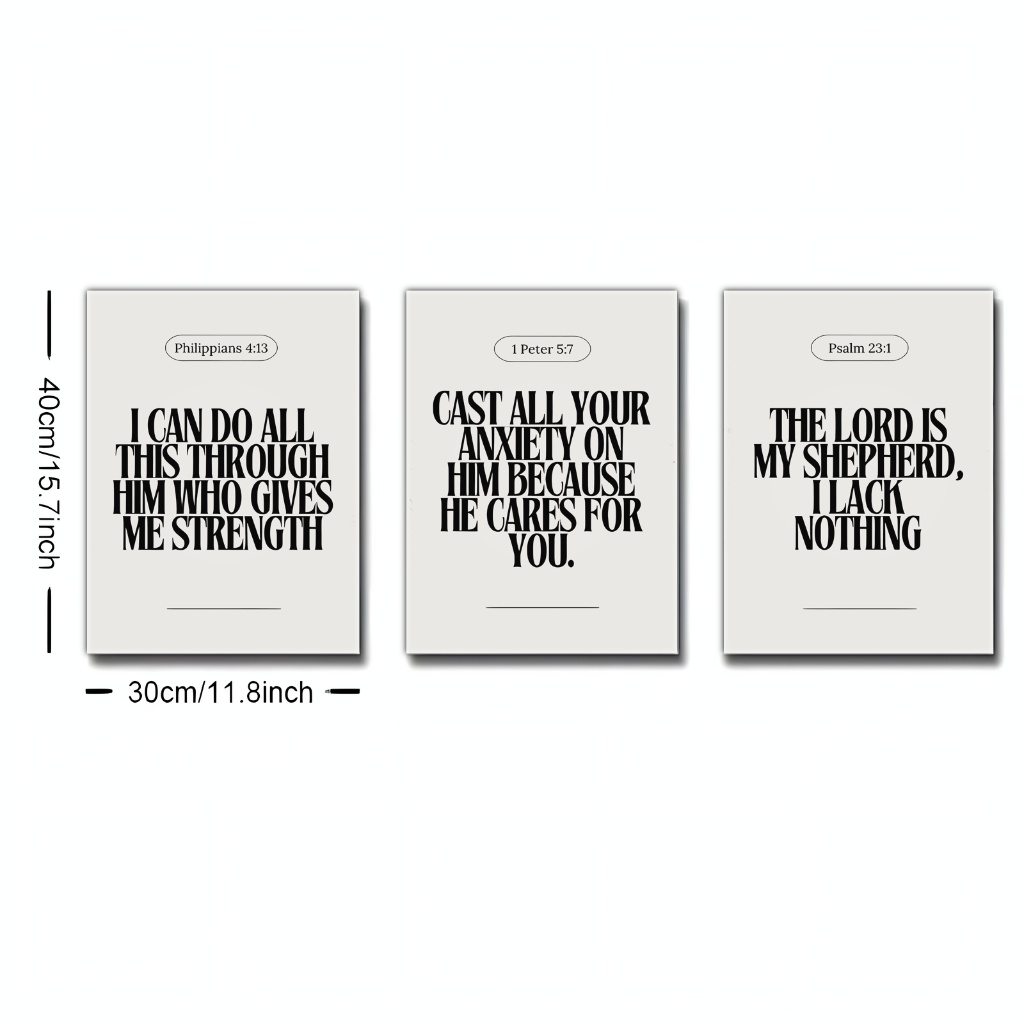 Philippians 4:13
I CAN DO ALL
THIS THROUGH
HIM WHO GIVES
ME STRENGTH
1 Peter 5:7
CAST ALL YOUR
ANXIETY ON
HIM BECAUSE
HE CARES FOR
YOU.
Psalm 23:1
THE LORD IS
MY SHEPHERD,
I LACK
NOTHING
40cm/15.7inch
30cm/11.8inch